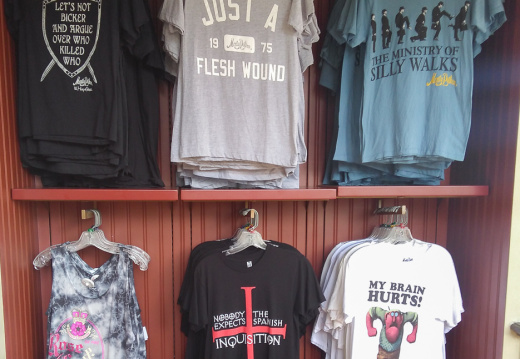 LET'S NOT
BICKER AND
AND ARGUE
OVER WHO
KILLED
WHO
JUST A
19 75
FLESH WOUND
THE MINISTRY OF
SILLY WALKS
NOBODY THE
EXPECTS SPANISH
INQUISITION
MY BRAIN
HURTS!